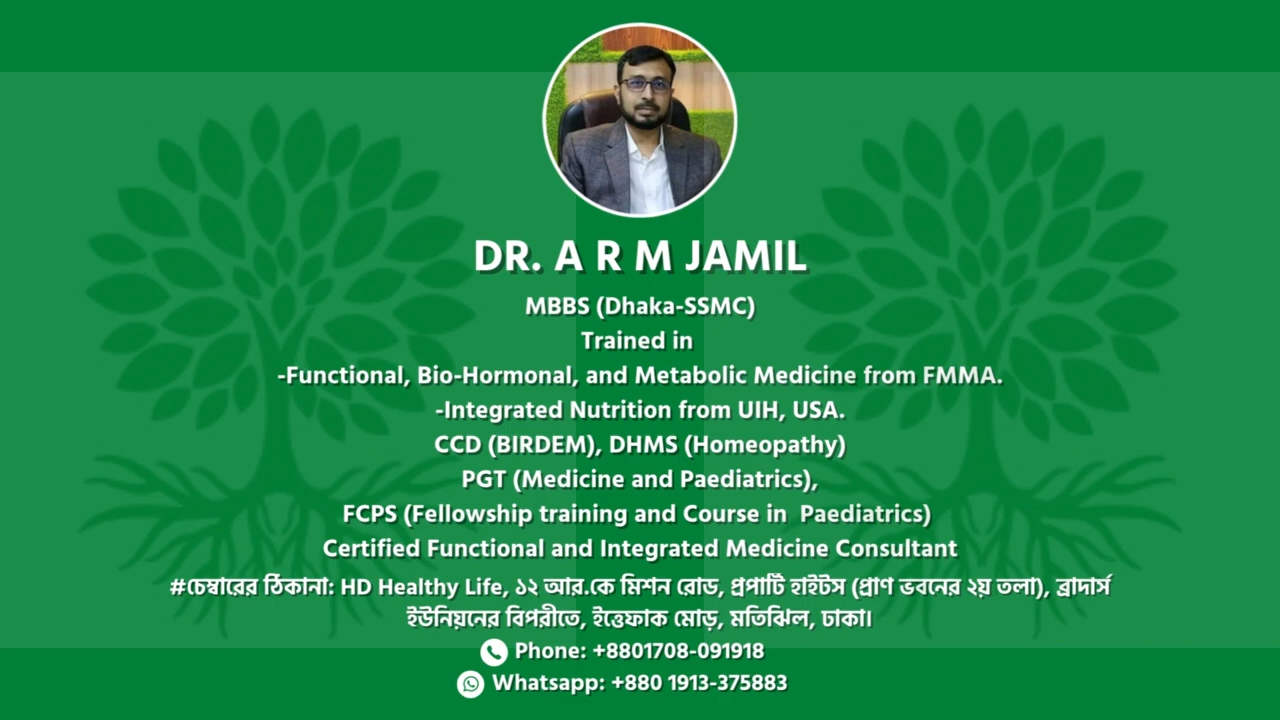 DR. A R M JAMIL
MBBS (Dhaka-SSMC)
Trained in
-Functional, Bio-Hormonal, and Metabolic Medicine from FMMA.
-Integrated Nutrition from UIH, USA.
CCD (BIRDEM), DHMS (Homeopathy)
PGT (Medicine and Paediatrics),
FCPS (Fellowship training and Course in Paediatrics)
Certified Functional and Integrated Medicine Consultant
#চেম্বারের ঠিকানা: HD Healthy Life, ১২ আর.কে মিশন রোড, প্রপার্টি হাইটস (প্রাণ ভবনের ২য় তলা), ব্রাদার্স
ইউনিয়নের বিপরীতে, ইত্তেফাক মোড়, মতিঝিল, ঢাকা।
Phone: +8801708-091918
Whatsapp: +880 1913-375883